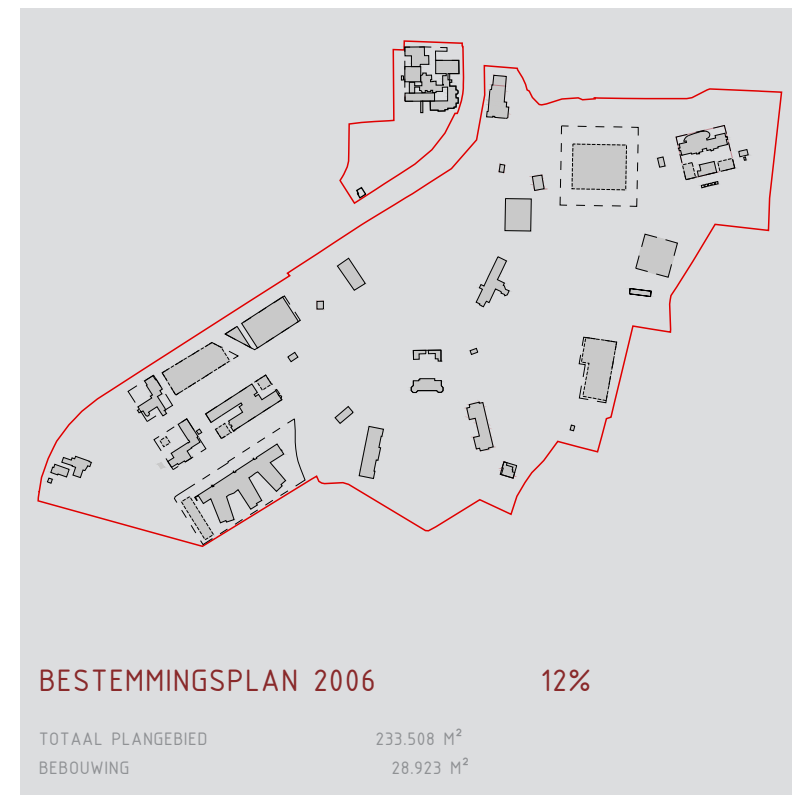 BESTEMMINGSPLAN 2006 12%
TOTAAL PLANGEBIED 233.508 M²
BEBOUWING 28.923 M²